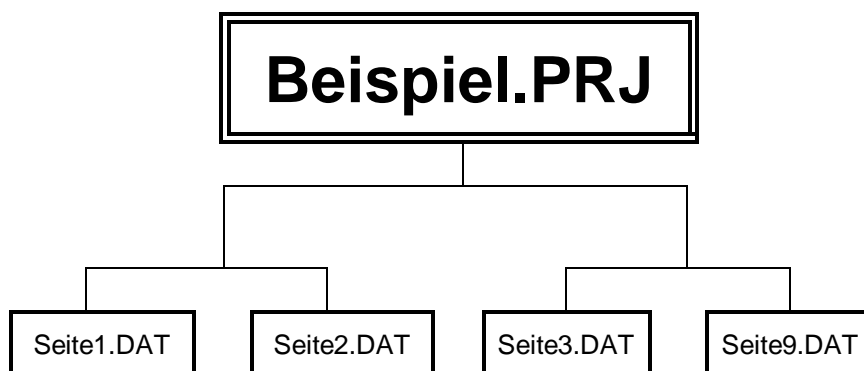 Beispiel.PRJ
Seite1.DAT
Seite2.DAT
Seite3.DAT
Seite9.DAT